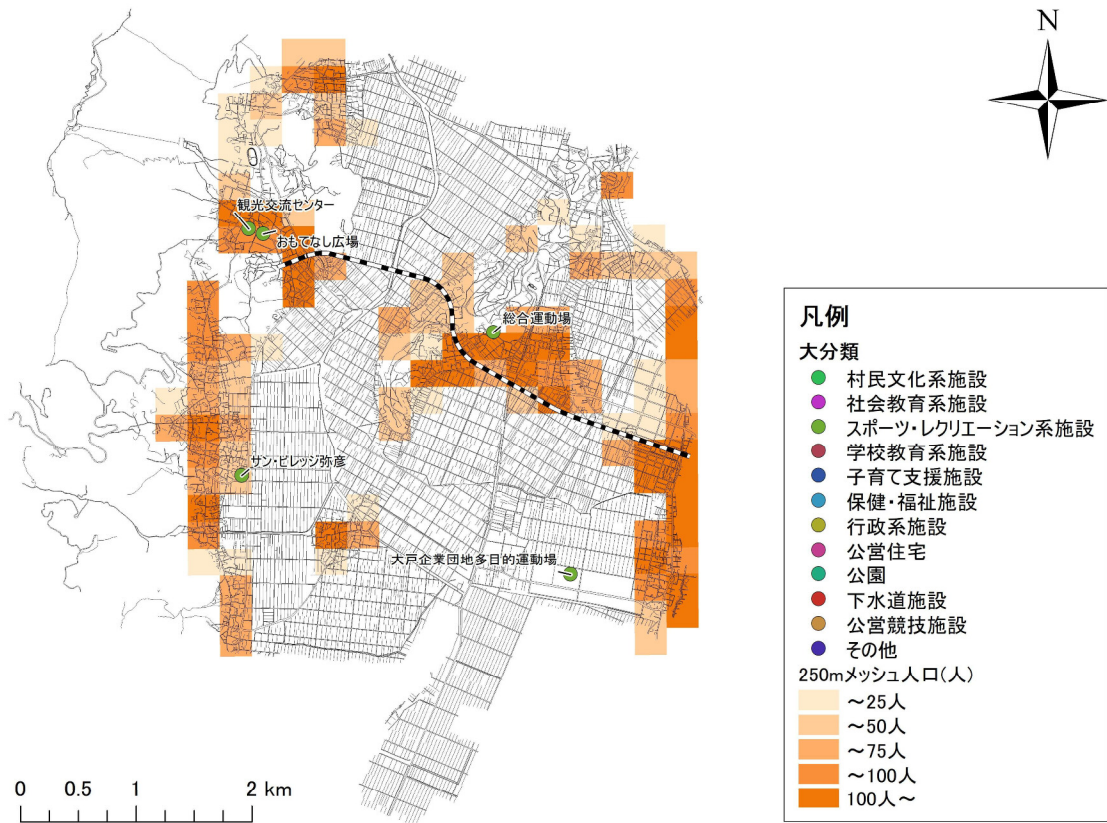 N
観光交流センター
おもてなし広場
総合運動場
サン・ビレッジ弥彦
大戸企業団地多目的運動場
0 0.5 1 2 km
凡例
大分類
村民文化系施設
社会教育系施設
スポーツ・レクリエーション系施設
学校教育系施設
子育て支援施設
保健・福祉施設
行政系施設
公営住宅
公園
下水道施設
公営競技施設
その他
250mメッシュ人口(人)
～25人
～50人
～75人
～100人
100人～